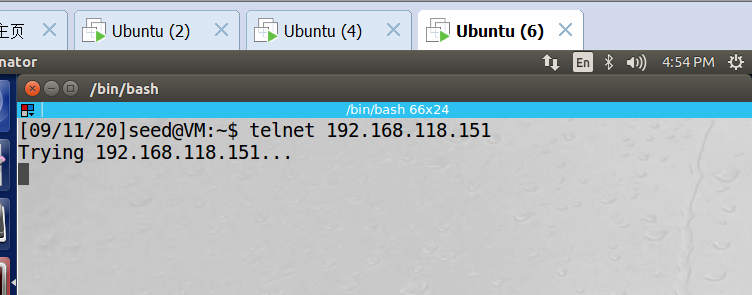 主页
Ubuntu (2)
Ubuntu (4)
Ubuntu (6)
nator
En
4:54 PM
/bin/bash
/bin/bash 66x24
[09/11/20]seed@VM:~$ telnet 192.168.118.151
Trying 192.168.118.151...